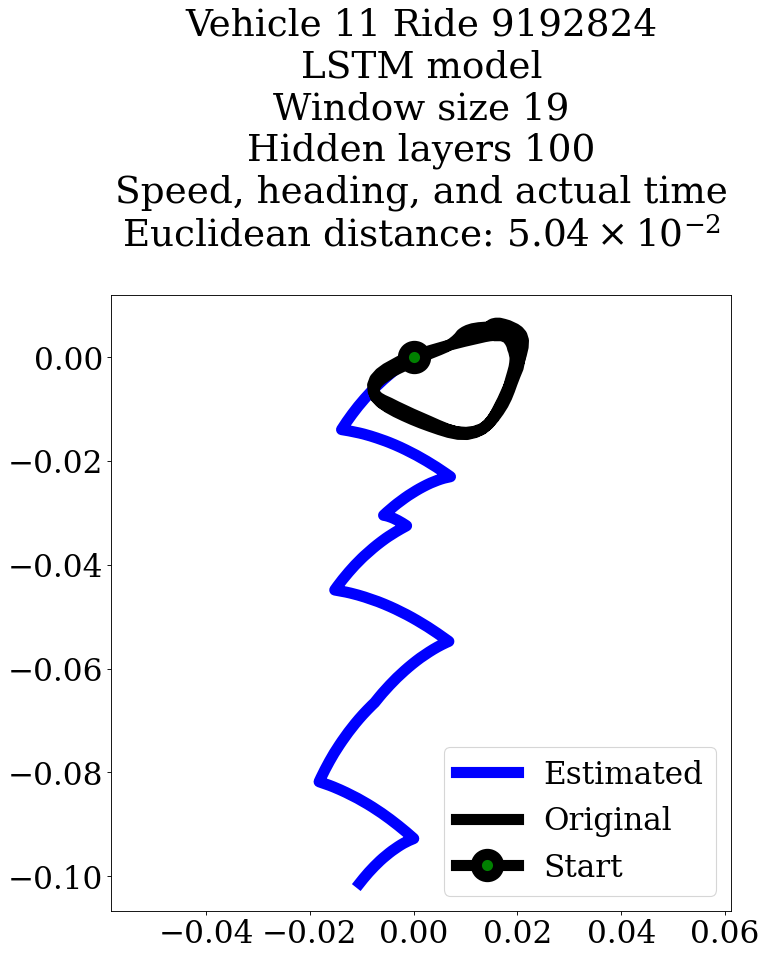 Vehicle 11 Ride 9192824
LSTM model
Window size 19
Hidden layers 100
Speed, heading, and actual time
Euclidean distance: 5.04 × 10⁻²
0.00
−0.02
−0.04
−0.06
−0.08
−0.10
Estimated
Original
Start
−0.04 −0.02 0.00 0.02 0.04 0.06